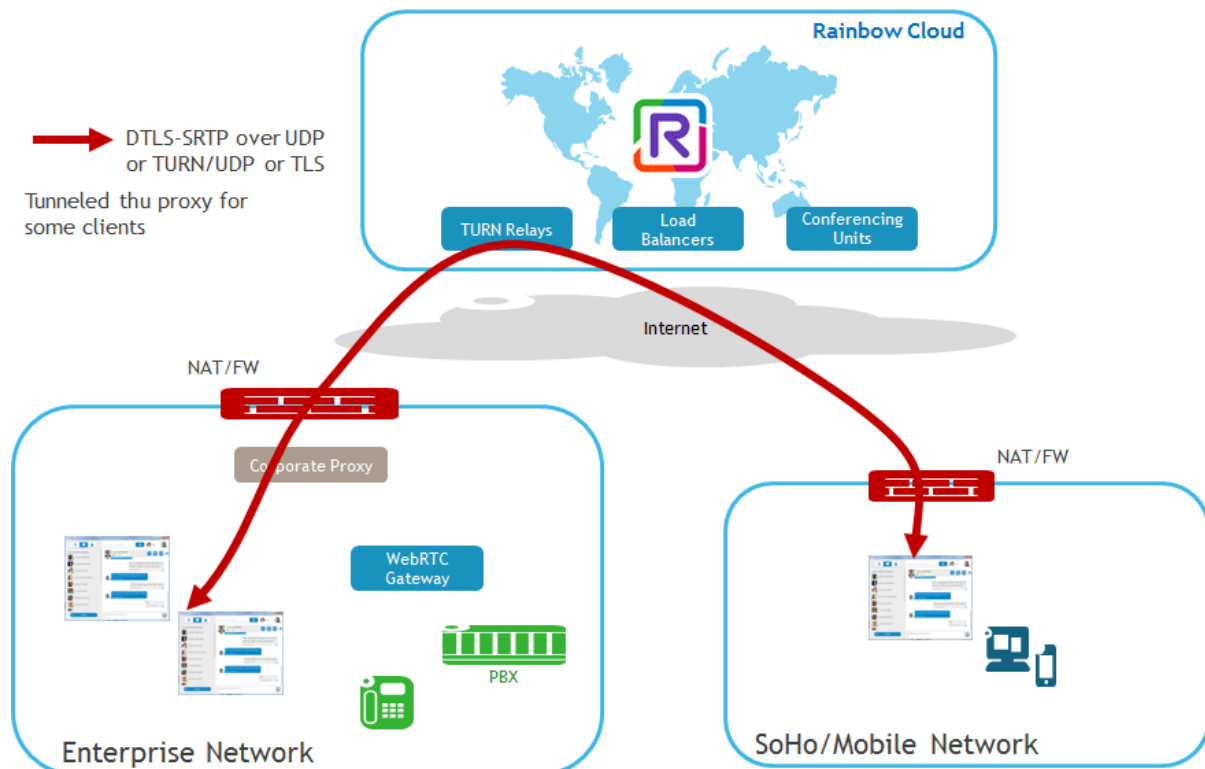 Rainbow Cloud
R
DTLS-SRTP over UDP
or TURN/UDP or TLS
Tunneled thu proxy for
some clients
TURN Relays
Load
Balancers
Conferencing
Units
Internet
NAT/FW
Corporate Proxy
NAT/FW
WebRTC
Gateway
PBX
Enterprise Network
SoHo/Mobile Network